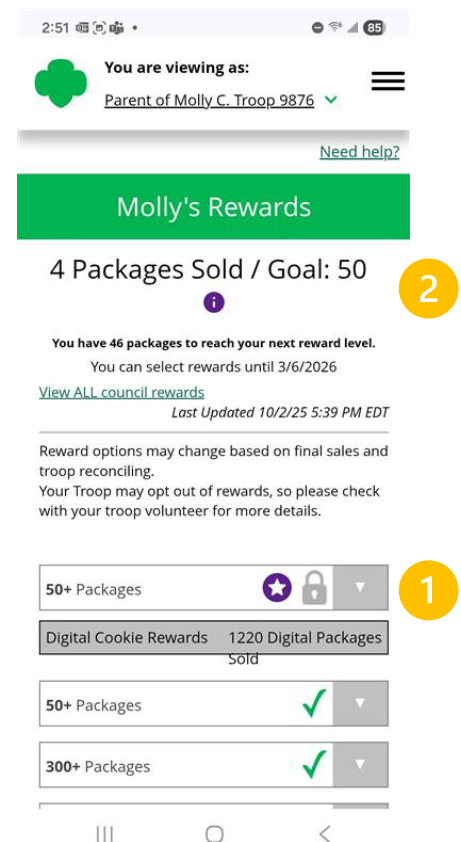 2:51
85
You are viewing as:
Parent of Molly C. Troop 9876
Need help?
Molly's Rewards
4 Packages Sold / Goal: 50
2
i
You have 46 packages to reach your next reward level.
You can select rewards until 3/6/2026
View ALL council rewards
Last Updated 10/2/25 5:39 PM EDT
Reward options may change based on final sales and
troop reconciling.
Your Troop may opt out of rewards, so please check
with your troop volunteer for more details.
50+ Packages
1
Digital Cookie Rewards 1220 Digital Packages
Sold
50+ Packages
300+ Packages